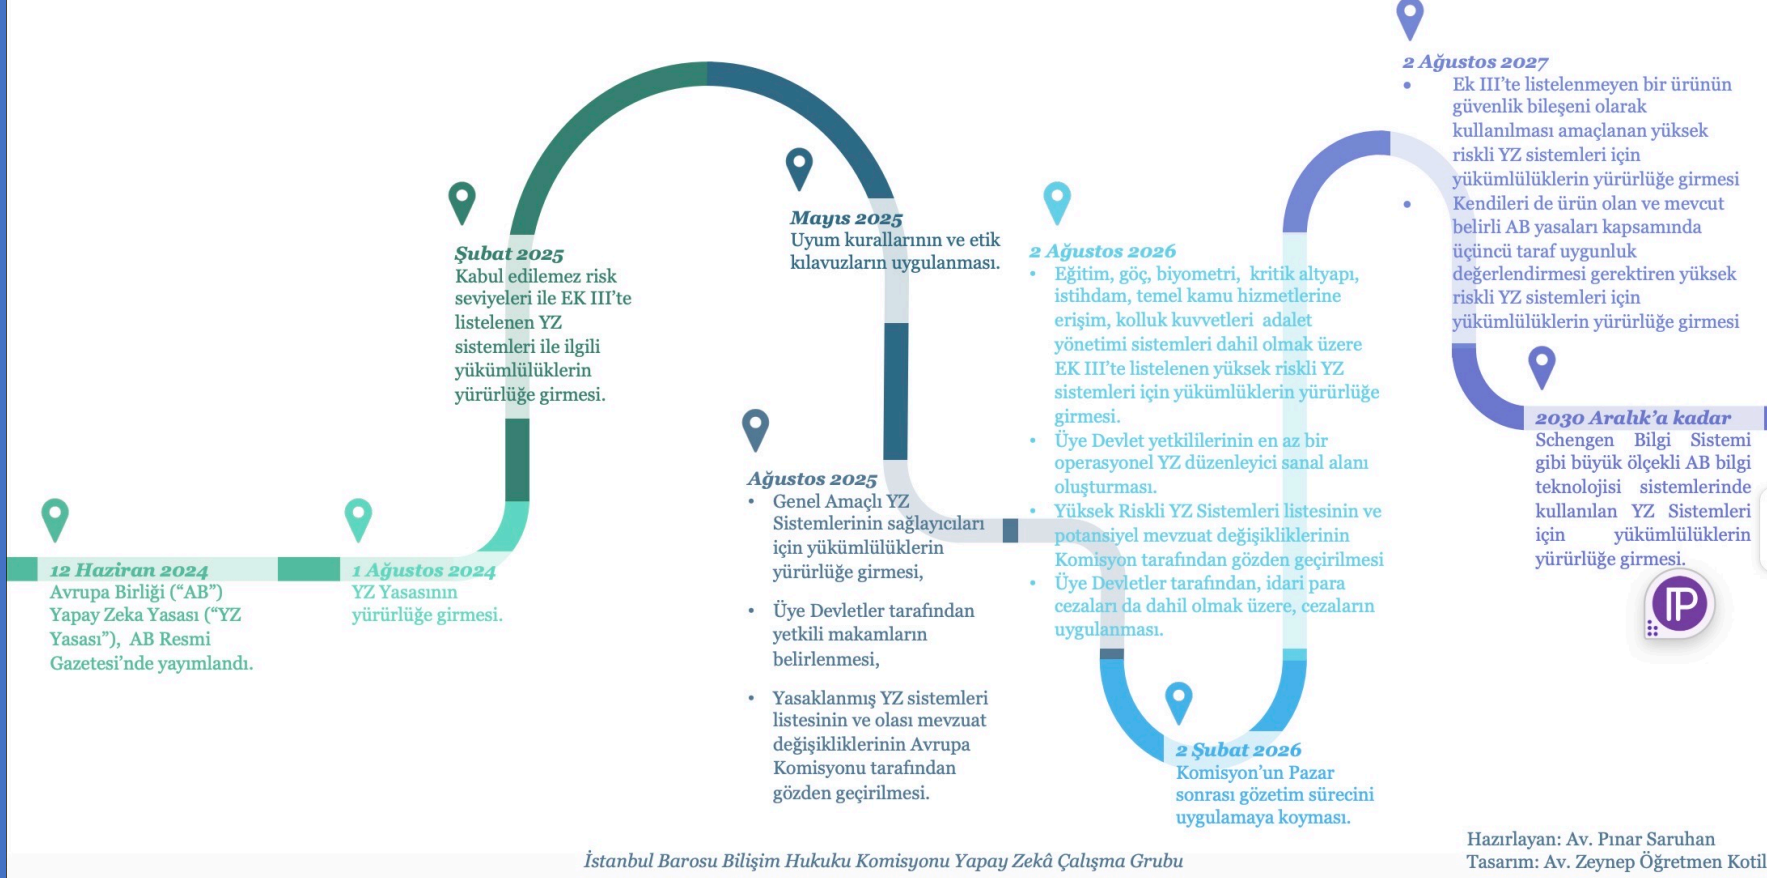 12 Haziran 2024
Avrupa Birliği (“AB”)
Yapay Zeka Yasası (“YZ
Yasası”), AB Resmi
Gazetesi’nde yayımlandı.
1 Ağustos 2024
YZ Yasasının
yürürlüğe girmesi.
Şubat 2025
Kabul edilemez risk
seviyeleri ile EK III’te
listelenen YZ
sistemleri ile ilgili
yükümlülüklerin
yürürlüğe girmesi.
Mayıs 2025
Uyum kurallarının ve etik
kılavuzların uygulanması.
Ağustos 2025
• Genel Amaçlı YZ
Sistemlerinin sağlayıcıları
için yükümlülüklerin
yürürlüğe girmesi,
• Üye Devletler tarafından
yetkili makamların
belirlenmesi,
• Yasaklanmış YZ sistemleri
listesinin ve olası mevzuat
değişikliklerinin Avrupa
Komisyonu tarafından
gözden geçirilmesi.
2 Şubat 2026
Komisyon’un Pazar
sonrası gözetim sürecini
uygulamaya koyması.
2 Ağustos 2026
• Eğitim, göç, biyometri, kritik altyapı,
istihdam, temel kamu hizmetlerine
erişim, kolluk kuvvetleri adalet
yönetimi sistemleri dahil olmak üzere
EK III’te listelenen yüksek riskli YZ
sistemleri için yükümlüklerin yürürlüğe
girmesi.
• Üye Devlet yetkililerinin en az bir
operasyonel YZ düzenleyici sanal alanı
oluşturması.
• Yüksek Riskli YZ Sistemleri listesinin ve
potansiyel mevzuat değişikliklerinin
Komisyon tarafından gözden geçirilmesi
• Üye Devletler tarafından, idari para
cezaları da dahil olmak üzere, cezaların
uygulanması.
2 Ağustos 2027
• Ek III’te listelenmeyen bir ürünün
güvenlik bileşeni olarak
kullanılması amaçlanan yüksek
riskli YZ sistemleri için
yükümlülüklerin yürürlüğe girmesi
• Kendileri de ürün olan ve mevcut
belirli AB yasaları kapsamında
üçüncü taraf uygunluk
değerlendirmesi gerektiren yüksek
riskli YZ sistemleri için
yükümlülüklerin yürürlüğe girmesi
2030 Aralık’a kadar
Schengen Bilgi Sistemi
gibi büyük ölçekli AB bilgi
teknolojisi sistemlerinde
kullanılan YZ Sistemleri
için yükümlülüklerin
yürürlüğe girmesi.
İstanbul Barosu Bilişim Hukuku Komisyonu Yapay Zekâ Çalışma Grubu
Hazırlayan: Av. Pınar Saruhan
Tasarım: Av. Zeynep Öğretmen Kotil